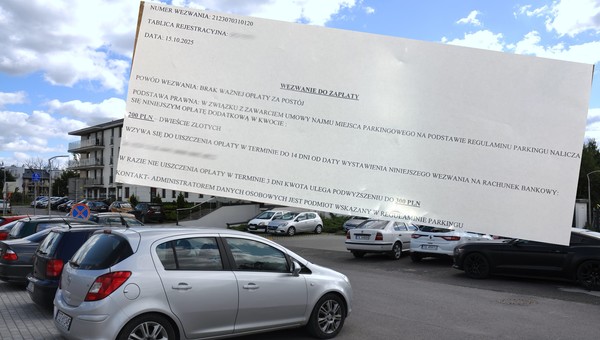 NUMER WEZWANIA: 2123070310120
TABLICA REJESTRACYJNA:
DATA: 15.10.2025
WEZWANIE DO ZAPŁATY
POWÓD WEZWANIA: BRAK WAŻNEJ OPŁATY ZA POSTÓJ
PODSTAWA PRAWNA: W ZWIĄZKU Z ZAWARCIEM UMOWY NAJMU MIEJSCA PARKINGOWEGO NA PODSTAWIE REGULAMINU PARKINGU NALICZA
SIĘ NINIEJSZYM OPŁATĘ DODATKOWĄ W KWOCIE :
200 PLN – DWIEŚCIE ZŁOTYCH
WZYWA SIĘ DO UISZCZENIA OPŁATY W TERMINIE DO 14 DNI OD DATY WYSTAWIENIA NINIEJSZEGO WEZWANIA NA RACHUNEK BANKOWY:
W RAZIE NIE UISZCZENIA OPŁATY W TERMINIE 3 DNI KWOTA ULEGA PODWYŻSZENIU DO 300 PLN
KONTAKT- ADMINISTRATOREM DANYCH OSOBOWYCH JEST PODMIOT WSKAZANY W REGULAMINIE PARKINGU